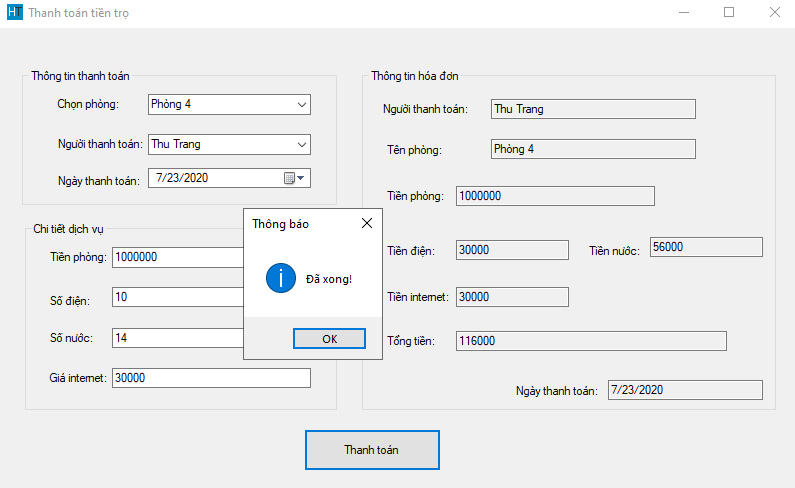 HT Thanh toán tiền trọ
Thông tin thanh toán
Chọn phòng: Phòng 4
Người thanh toán: Thu Trang
Ngày thanh toán: 7/23/2020
Chi tiết dịch vụ
Tiền phòng: 1000000
Số điện: 10
Số nước: 14
Giá internet: 30000
Thông báo
Đã xong!
OK
Thông tin hóa đơn
Người thanh toán: Thu Trang
Tên phòng: Phòng 4
Tiền phòng: 1000000
Tiền điện: 30000 Tiền nước: 56000
Tiền internet: 30000
Tổng tiền: 116000
Ngày thanh toán: 7/23/2020
Thanh toán